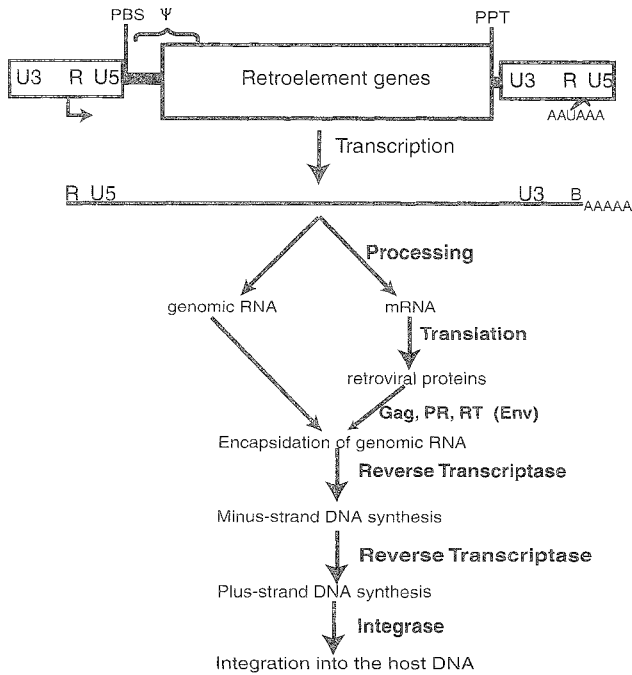 PBS Ψ PPT
U3 R U5 Retroelement genes U3 R U5
AAUAAA
Transcription
R U5 U3 B AAAAA
Processing
genomic RNA mRNA
Translation
retroviral proteins
Gag, PR, RT (Env)
Encapsidation of genomic RNA
Reverse Transcriptase
Minus-strand DNA synthesis
Reverse Transcriptase
Plus-strand DNA synthesis
Integrase
Integration into the host DNA